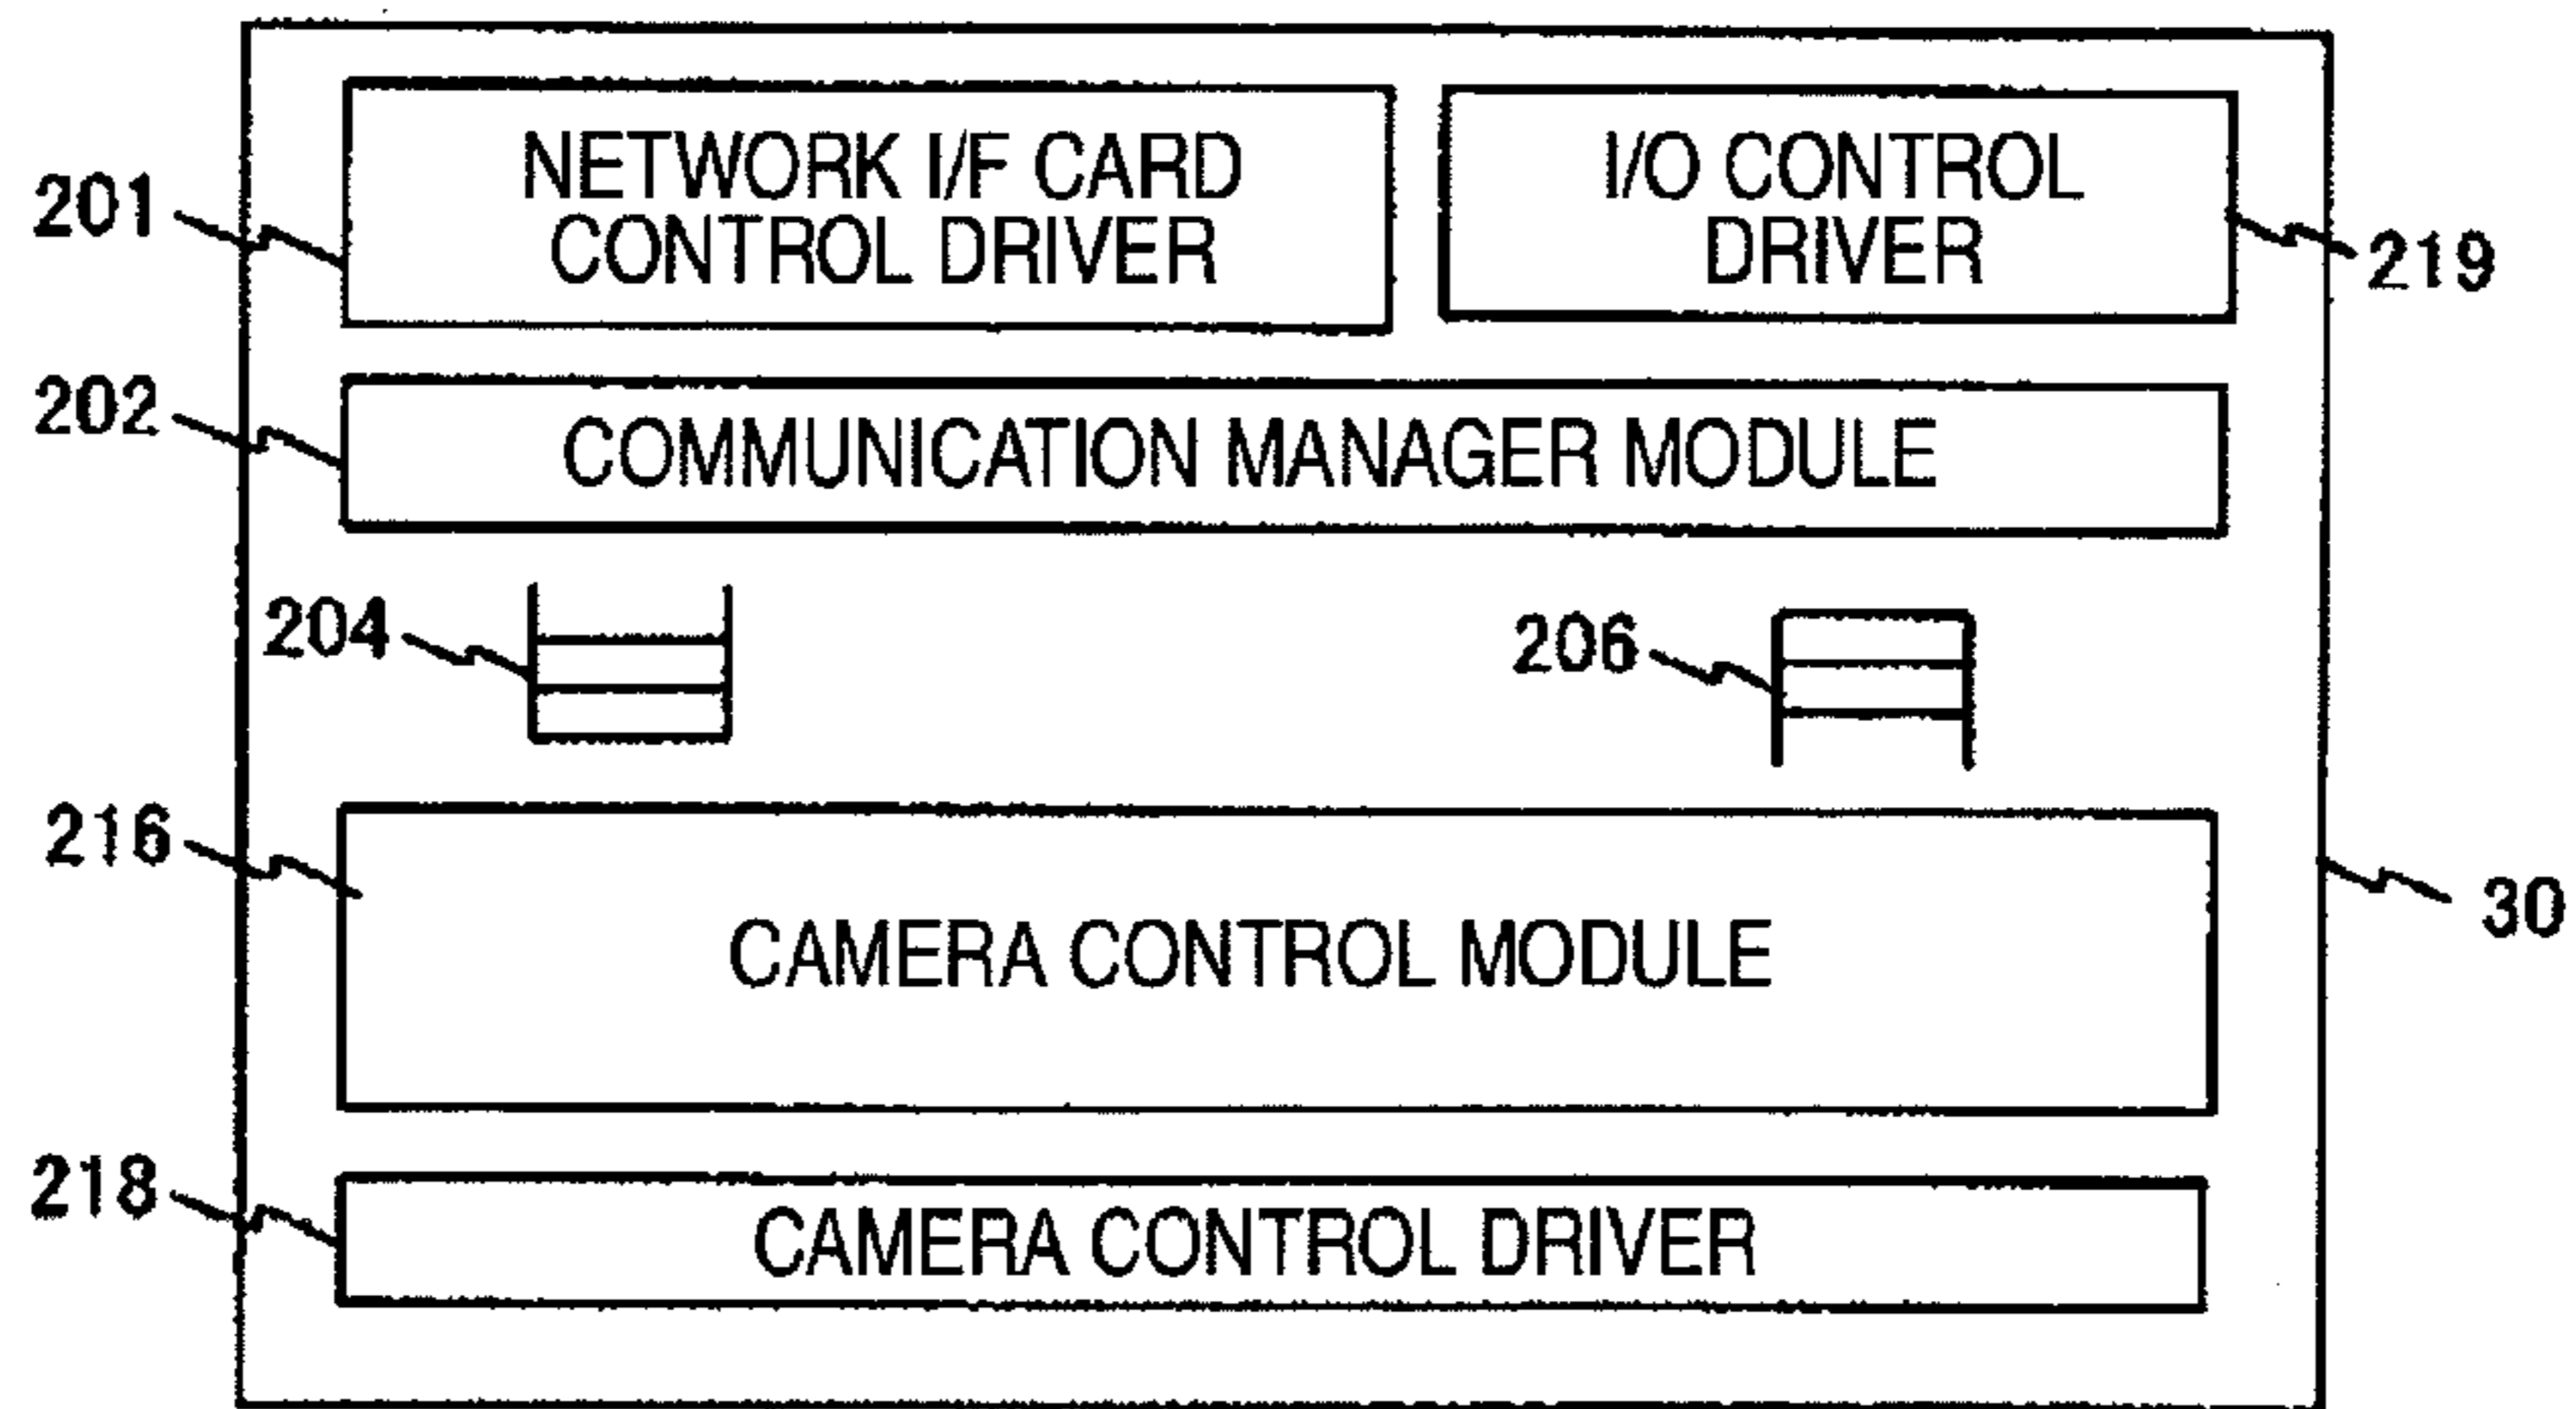 NETWORK I/F CARD
CONTROL DRIVER
I/O CONTROL
DRIVER
201
219
202
COMMUNICATION MANAGER MODULE
204
206
216
CAMERA CONTROL MODULE
30
218
CAMERA CONTROL DRIVER